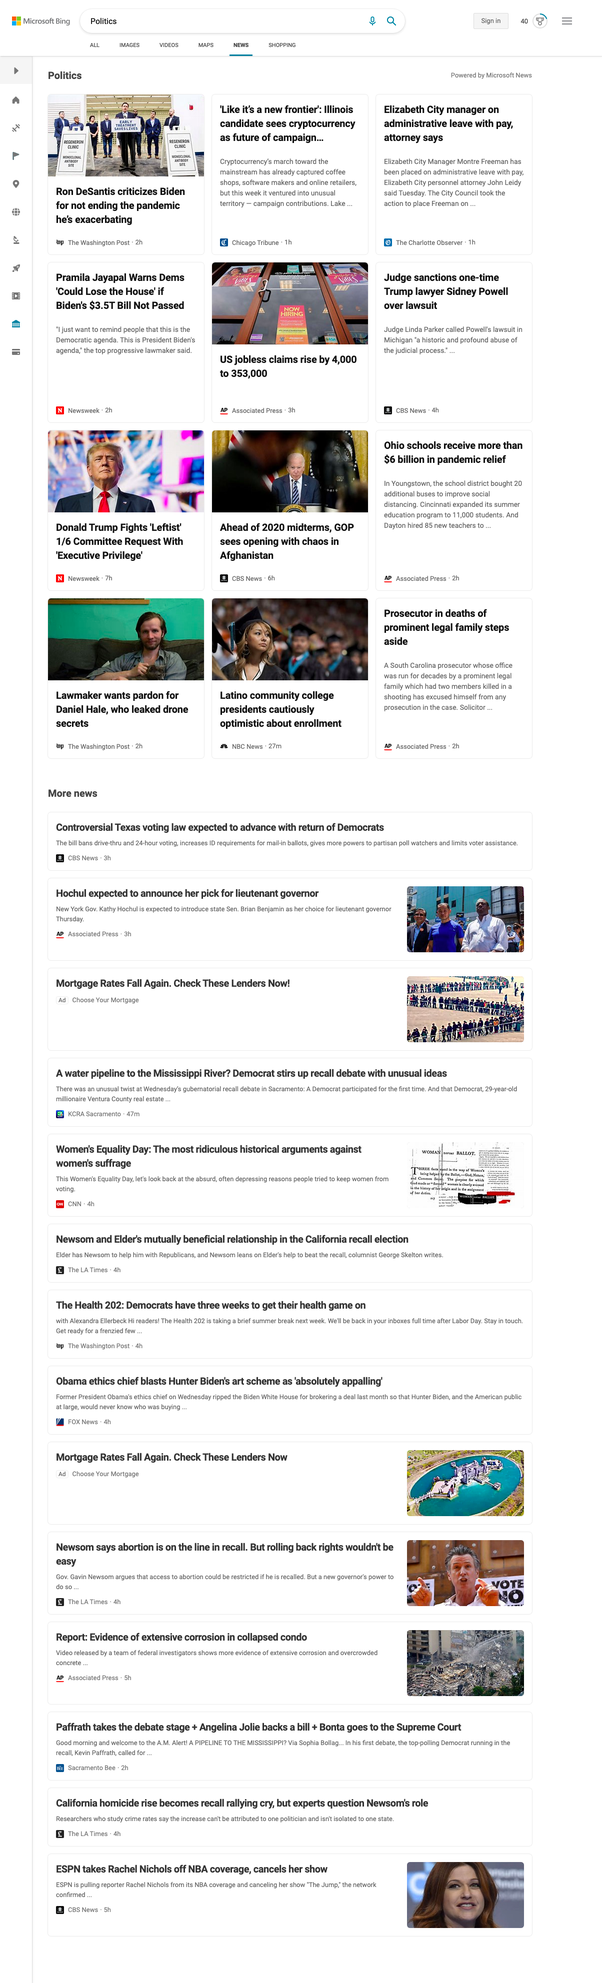 Microsoft Bing
Politics
Sign in
40
ALL
IMAGES
VIDEOS
MAPS
NEWS
SHOPPING
Politics
Powered by Microsoft News
EARLY
TREATMENT
SAVES LIVES
REGENERON
CLINIC
MONOCLONAL
ANTIBODY
SITE
REGENERON
CLINIC
MONOCLONAL
ANTIBODY
SITE
Ron DeSantis criticizes Biden
for not ending the pandemic
he's exacerbating
The Washington Post · 2h
'Like it's a new frontier': Illinois
candidate sees cryptocurrency
as future of campaign…
Cryptocurrency's march toward the
mainstream has already captured coffee
shops, software makers and online retailers,
but this week it ventured into unusual
territory — campaign contributions. Lake ...
Chicago Tribune · 1h
Elizabeth City manager on
administrative leave with pay,
attorney says
Elizabeth City Manager Montre Freeman has
been placed on administrative leave with pay,
Elizabeth City personnel attorney John Leidy
said Tuesday. The City Council took the
action to place Freeman on ...
The Charlotte Observer · 1h
Pramila Jayapal Warns Dems
'Could Lose the House' if
Biden's $3.5T Bill Not Passed
"I just want to remind people that this is the
Democratic agenda. This is President Biden's
agenda," the top progressive lawmaker said.
Newsweek · 2h
NOW
HIRING
US jobless claims rise by 4,000
to 353,000
AP Associated Press · 3h
Judge sanctions one-time
Trump lawyer Sidney Powell
over lawsuit
Judge Linda Parker called Powell's lawsuit in
Michigan "a historic and profound abuse of
the judicial process." ...
CBS News · 4h
Donald Trump Fights 'Leftist'
1/6 Committee Request With
'Executive Privilege'
Newsweek · 7h
Ahead of 2020 midterms, GOP
sees opening with chaos in
Afghanistan
CBS News · 6h
Ohio schools receive more than
$6 billion in pandemic relief
In Youngstown, the school district bought 20
additional buses to improve social
distancing. Cincinnati expanded its summer
education program to 11,000 students. And
Dayton hired 85 new teachers to ...
AP Associated Press · 2h
Lawmaker wants pardon for
Daniel Hale, who leaked drone
secrets
The Washington Post · 2h
Latino community college
presidents cautiously
optimistic about enrollment
NBC News · 27m
Prosecutor in deaths of
prominent legal family steps
aside
A South Carolina prosecutor whose office
was run for decades by a prominent legal
family which had two members killed in a
shooting has excused himself from any
prosecution in the case. Solicitor ...
AP Associated Press · 2h
More news
Controversial Texas voting law expected to advance with return of Democrats
The bill bans drive-thru and 24-hour voting, increases ID requirements for mail-in ballots, gives more powers to partisan poll watchers and limits voter assistance.
CBS News · 3h
Hochul expected to announce her pick for lieutenant governor
New York Gov. Kathy Hochul is expected to introduce state Sen. Brian Benjamin as her choice for lieutenant governor
Thursday.
AP Associated Press · 3h
Mortgage Rates Fall Again. Check These Lenders Now!
Ad Choose Your Mortgage
A water pipeline to the Mississippi River? Democrat stirs up recall debate with unusual ideas
There was an unusual twist at Wednesday's gubernatorial recall debate in Sacramento: A Democrat participated for the first time. And that Democrat, 29-year-old
millionaire Ventura County real estate ...
KCRA Sacramento · 47m
Women's Equality Day: The most ridiculous historical arguments against
women's suffrage
This Women's Equality Day, let's look back at the absurd, often depressing reasons people tried to keep women from
voting.
CNN · 4h
WOMAN versus BALLOT.
Newsom and Elder's mutually beneficial relationship in the California recall election
Elder has Newsom to help him with Republicans, and Newsom leans on Elder's help to beat the recall, columnist George Skelton writes.
The LA Times · 4h
The Health 202: Democrats have three weeks to get their health game on
with Alexandra Ellerbeck Hi readers! The Health 202 is taking a brief summer break next week. We'll be back in your inboxes full time after Labor Day. Stay in touch.
Get ready for a frenzied few ...
The Washington Post · 4h
Obama ethics chief blasts Hunter Biden's art scheme as 'absolutely appalling'
Former President Obama's ethics chief on Wednesday ripped the Biden White House for brokering a deal last month so that Hunter Biden, and the American public
at large, would never know who was buying ...
FOX News · 4h
Mortgage Rates Fall Again. Check These Lenders Now
Ad Choose Your Mortgage
Newsom says abortion is on the line in recall. But rolling back rights wouldn't be
easy
Gov. Gavin Newsom argues that access to abortion could be restricted if he is recalled. But a new governor's power to
do so ...
The LA Times · 4h
VOTE
NO
Report: Evidence of extensive corrosion in collapsed condo
Video released by a team of federal investigators shows more evidence of extensive corrosion and overcrowded
concrete ...
AP Associated Press · 5h
Paffrath takes the debate stage + Angelina Jolie backs a bill + Bonta goes to the Supreme Court
Good morning and welcome to the A.M. Alert! A PIPELINE TO THE MISSISSIPPI? Via Sophia Bollag... In his first debate, the top-polling Democrat running in the
recall, Kevin Paffrath, called for ...
Sacramento Bee · 2h
California homicide rise becomes recall rallying cry, but experts question Newsom's role
Researchers who study crime rates say the increase can't be attributed to one politician and isn't isolated to one state.
The LA Times · 4h
ESPN takes Rachel Nichols off NBA coverage, cancels her show
ESPN is pulling reporter Rachel Nichols from its NBA coverage and canceling her show "The Jump," the network
confirmed ...
CBS News · 5h